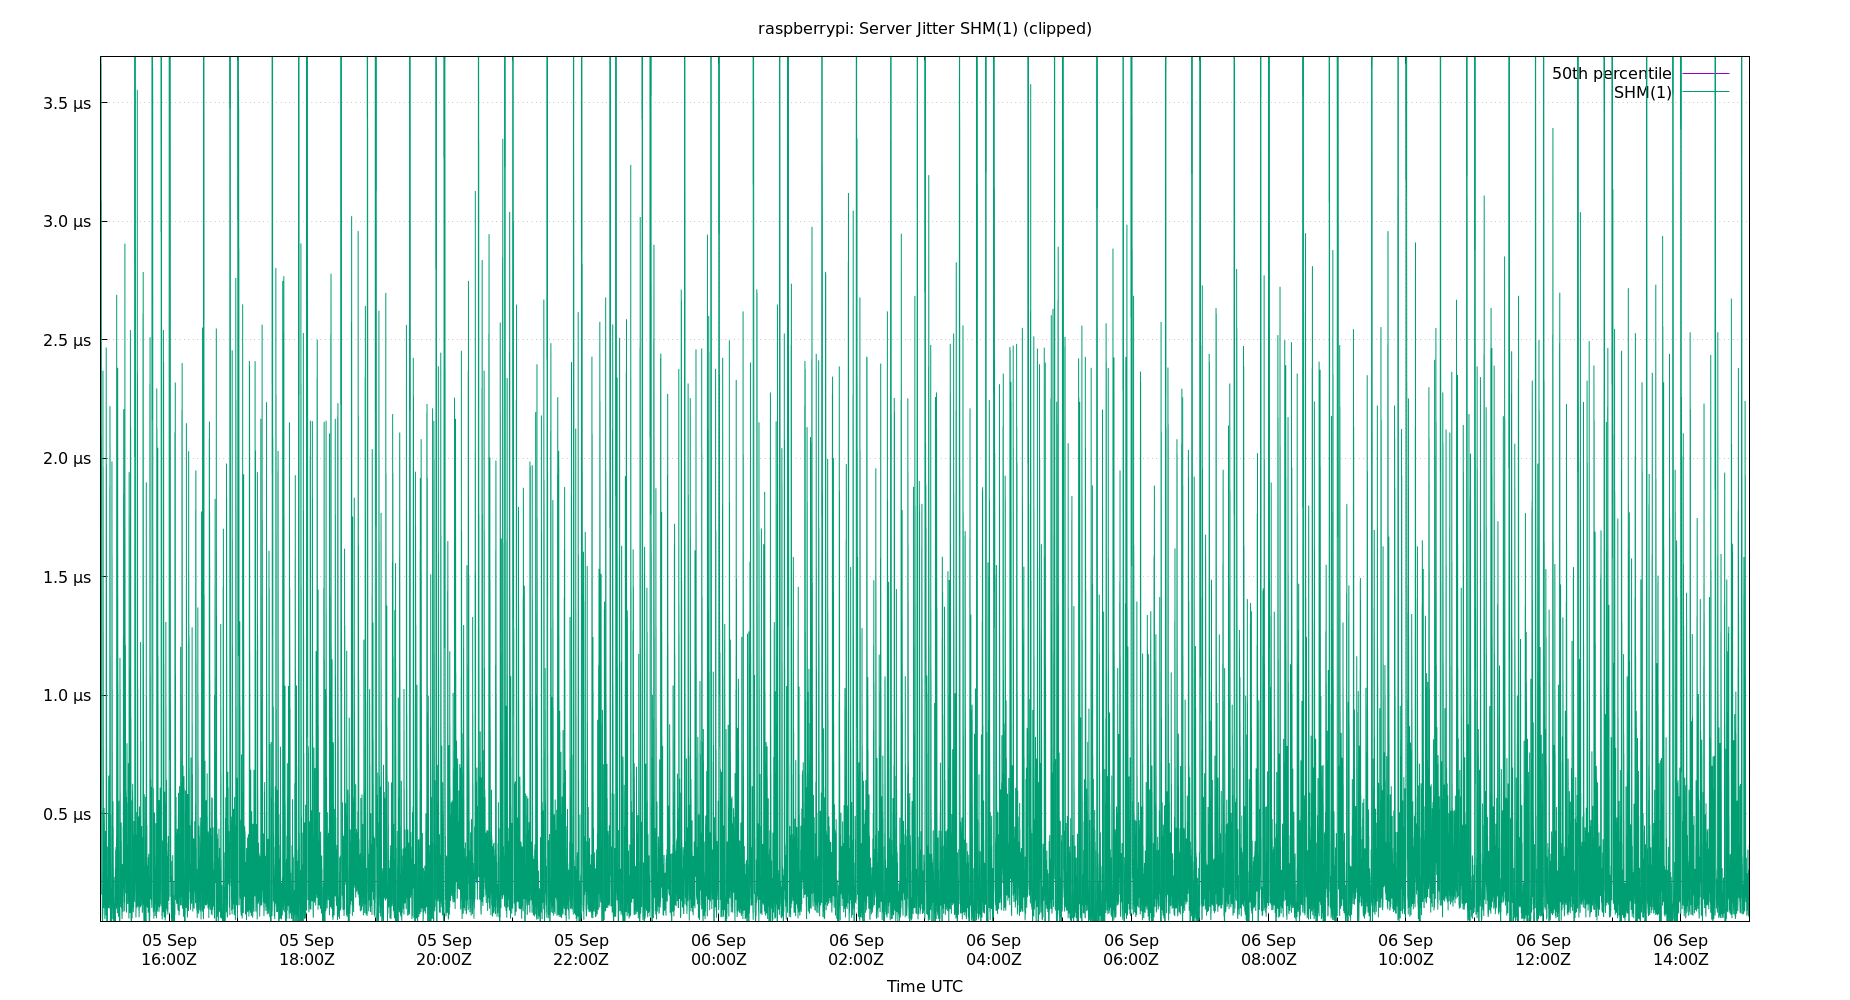 raspberrypi: Server Jitter SHM(1) (clipped)
50th percentile
SHM(1)
3.5 μs
3.0 μs
2.5 μs
2.0 μs
1.5 μs
1.0 μs
0.5 μs
05 Sep 05 Sep 05 Sep 05 Sep 06 Sep 06 Sep 06 Sep 06 Sep 06 Sep 06 Sep 06 Sep 06 Sep
16:00Z 18:00Z 20:00Z 22:00Z 00:00Z 02:00Z 04:00Z 06:00Z 08:00Z 10:00Z 12:00Z 14:00Z
Time UTC